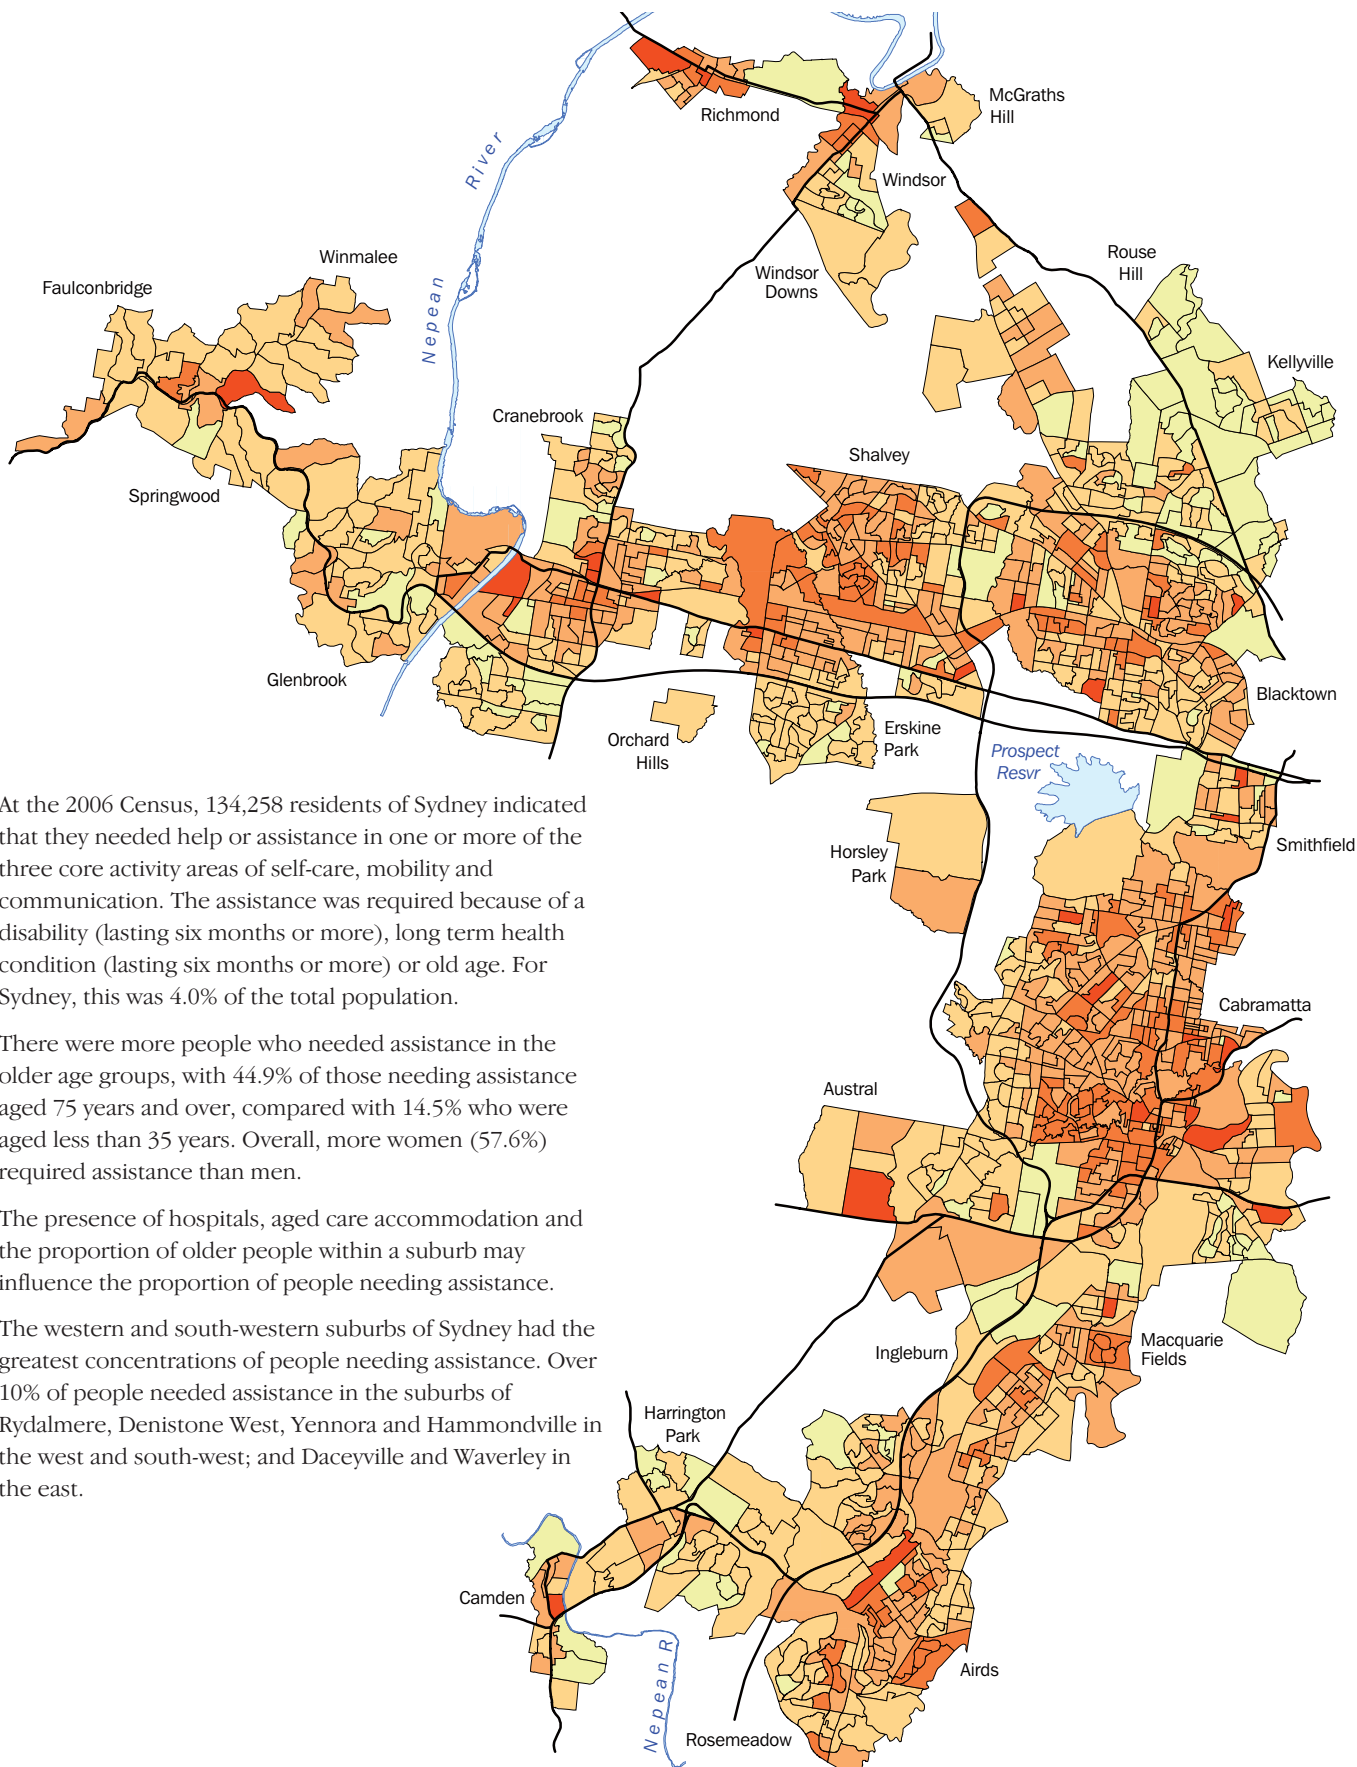 Richmond
McGraths
Hill
River
Windsor
Winmalee
Faulconbridge
Rouse
Hill
Windsor
Downs
Nepean
Kellyville
Cranebrook
Shalvey
Springwood
Glenbrook
Blacktown
Orchard
Hills
Erskine
Park
Prospect
Resvr
At the 2006 Census, 134,258 residents of Sydney indicated
that they needed help or assistance in one or more of the
three core activity areas of self-care, mobility and
communication. The assistance was required because of a
disability (lasting six months or more), long term health
condition (lasting six months or more) or old age. For
Sydney, this was 4.0% of the total population.
Horsley
Park
Smithfield
Cabramatta
There were more people who needed assistance in the
older age groups, with 44.9% of those needing assistance
aged 75 years and over, compared with 14.5% who were
aged less than 35 years. Overall, more women (57.6%)
required assistance than men.
Austral
The presence of hospitals, aged care accommodation and
the proportion of older people within a suburb may
influence the proportion of people needing assistance.
The western and south-western suburbs of Sydney had the
greatest concentrations of people needing assistance. Over
10% of people needed assistance in the suburbs of
Rydalmere, Denistone West, Yennora and Hammondville in
the west and south-west; and Daceyville and Waverley in
the east.
Ingleburn
Macquarie
Fields
Harrington
Park
Camden
Airds
Nepean R
Rosemeadow